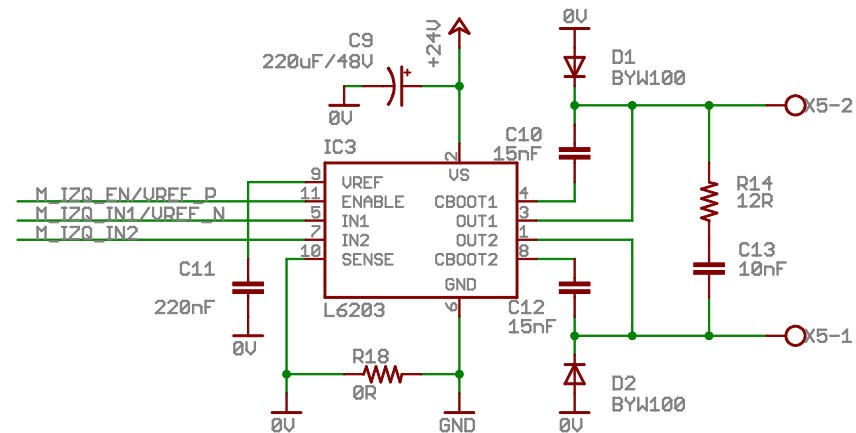 0V
C9
220uF/48V
+24V
+
D1
BYW100
0V
X5-2
C10
15nF
IC3
2
VS
9
VREF
M_IZQ_EN/VREF_P
11
ENABLE
CBOOT1
4
R14
12R
M_IZQ_IN1/VREF_N
5
IN1
OUT1
3
M_IZQ_IN2
7
IN2
OUT2
1
10
SENSE
CBOOT2
8
C13
10nF
C11
GND
220nF
L6203
6
C12
15nF
0V
X5-1
R18
0R
D2
BYW100
0V
GND
0V